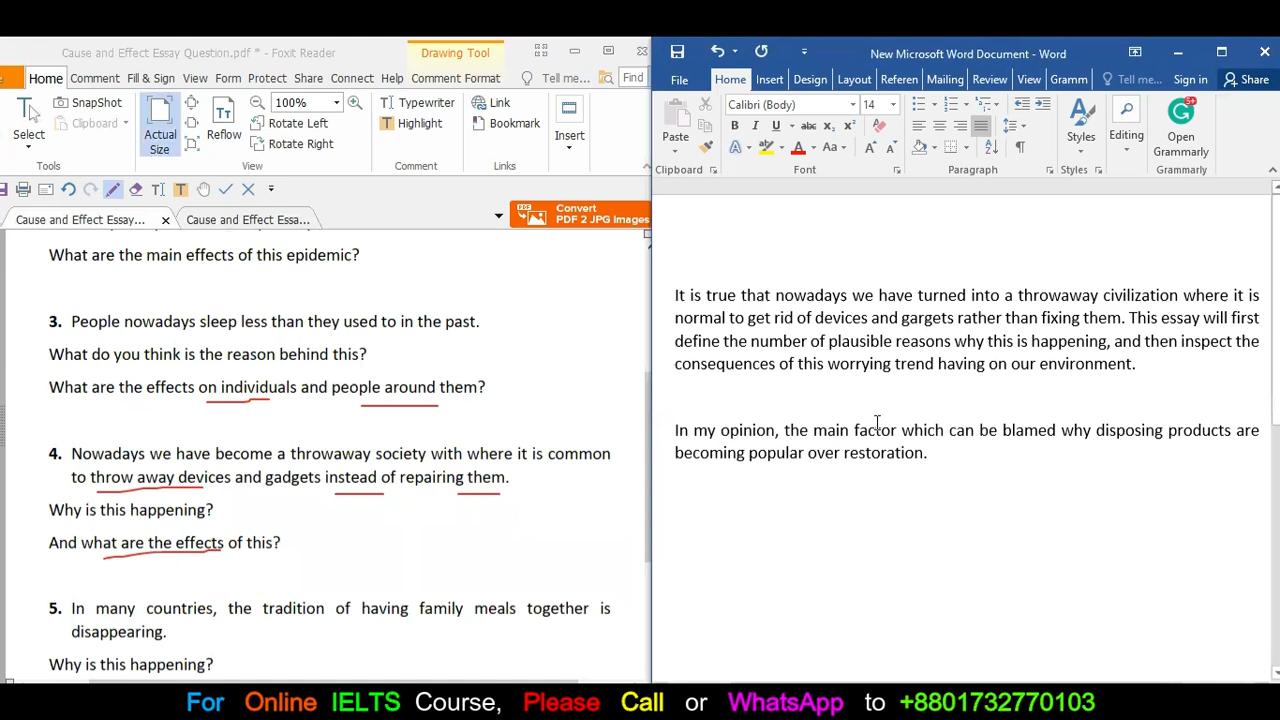 Cause and Effect Essay Question.pdf * - Foxit Reader
Drawing Tool
New Microsoft Word Document - Word
Home Comment Fill & Sign View Form Protect Share Connect Help Comment Format Tell me... Find
File Home Insert Design Layout Referen Mailing Review View Gramm Tell me... Sign in Share
SnapShot
100%
Typewriter
Link
Calibri (Body) 14
Select
Clipboard
Actual Size
Reflow
Rotate Left
Highlight
Bookmark
Insert
Rotate Right
Paste
B I U abc x₂ x²
Styles
Editing
Open Grammarly
Tools View Comment Links
Clipboard Font Paragraph Styles Grammarly
Cause and Effect Essay...
Cause and Effect Essa...
Convert
PDF 2 JPG Images
What are the main effects of this epidemic?
3. People nowadays sleep less than they used to in the past.
What do you think is the reason behind this?
What are the effects on individuals and people around them?
4. Nowadays we have become a throwaway society with where it is common
to throw away devices and gadgets instead of repairing them.
Why is this happening?
And what are the effects of this?
5. In many countries, the tradition of having family meals together is
disappearing.
Why is this happening?
It is true that nowadays we have turned into a throwaway civilization where it is
normal to get rid of devices and gargets rather than fixing them. This essay will first
define the number of plausible reasons why this is happening, and then inspect the
consequences of this worrying trend having on our environment.
In my opinion, the main factor which can be blamed why disposing products are
becoming popular over restoration.
For Online IELTS Course, Please Call or WhatsApp to +8801732770103